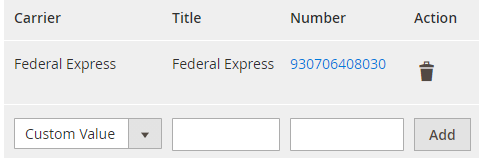 Carrier Title Number Action
Federal Express Federal Express 930706408030
Custom Value Add